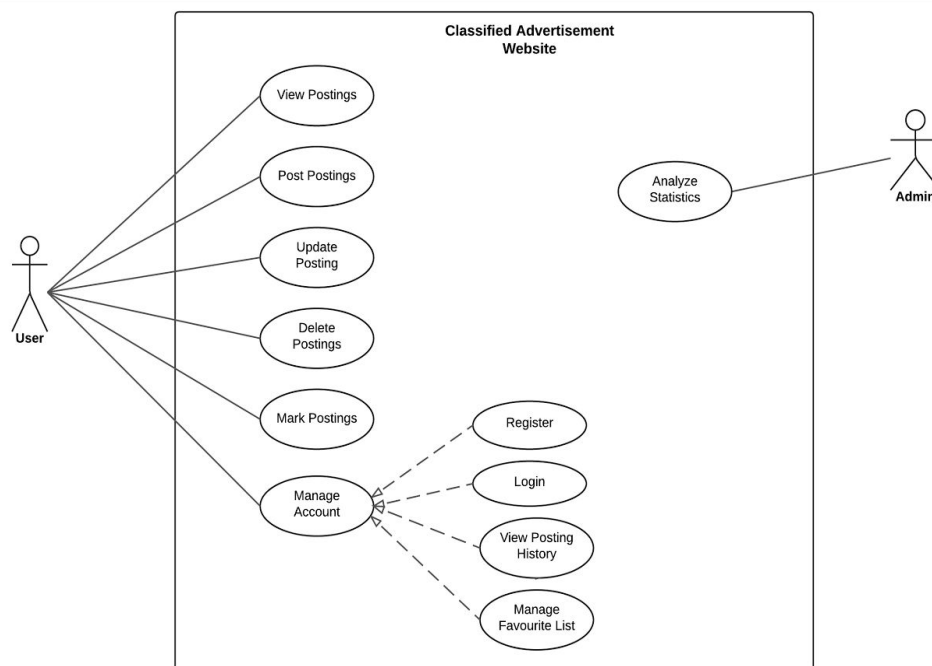 Classified Advertisement
Website
View Postings
Post Postings
Update
Posting
Delete
Postings
Mark Postings
Manage
Account
Register
Login
View Posting
History
Manage
Favourite List
Analyze
Statistics
User
Admin